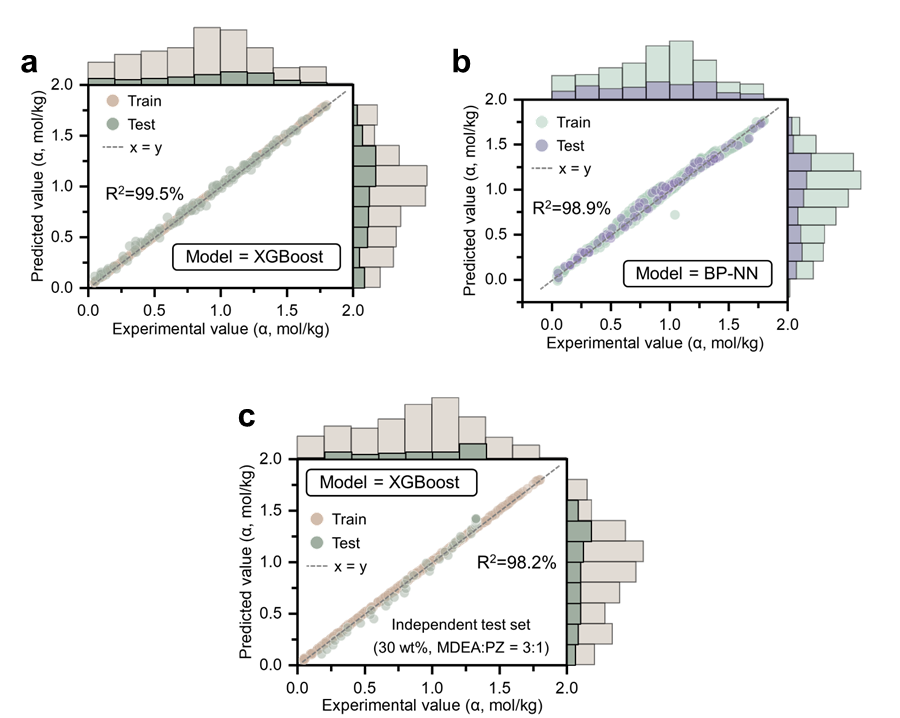 a
Predicted value (α, mol/kg)
2.0
1.5
1.0
0.5
0.0
Train
Test
x = y
R²=99.5%
Model = XGBoost
0.0 0.5 1.0 1.5 2.0
Experimental value (α, mol/kg)
b
Predicted value (α, mol/kg)
2.0
1.5
1.0
0.5
0.0
Train
Test
x = y
R²=98.9%
Model = BP-NN
0.0 0.5 1.0 1.5 2.0
Experimental value (α, mol/kg)
c
Predicted value (α, mol/kg)
2.0
1.5
1.0
0.5
0.0
Model = XGBoost
Train
Test
x = y
R²=98.2%
Independent test set
(30 wt%, MDEA:PZ = 3:1)
0.0 0.5 1.0 1.5 2.0
Experimental value (α, mol/kg)